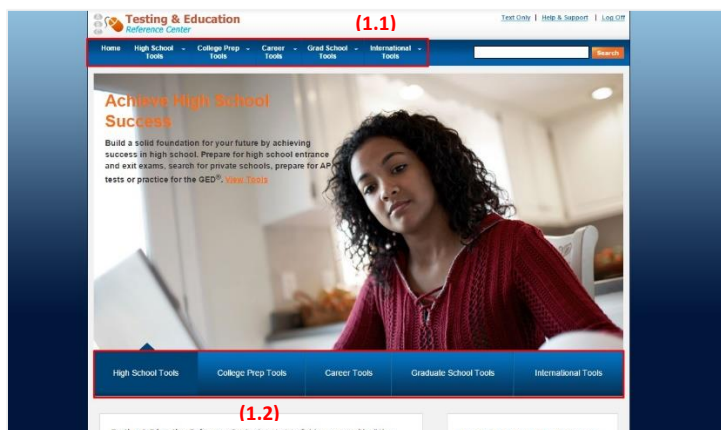 Testing & Education
Reference Center
(1.1)
Text Only | Help & Support | Log Off
Home High School Tools College Prep Tools Career Tools Grad School Tools International Tools
Search
Achieve High School
Success
Build a solid foundation for your future by achieving
success in high school. Prepare for high school entrance
and exit exams, search for private schools, prepare for AP
tests or practice for the GED®. View Tools
High School Tools College Prep Tools Career Tools Graduate School Tools International Tools
(1.2)